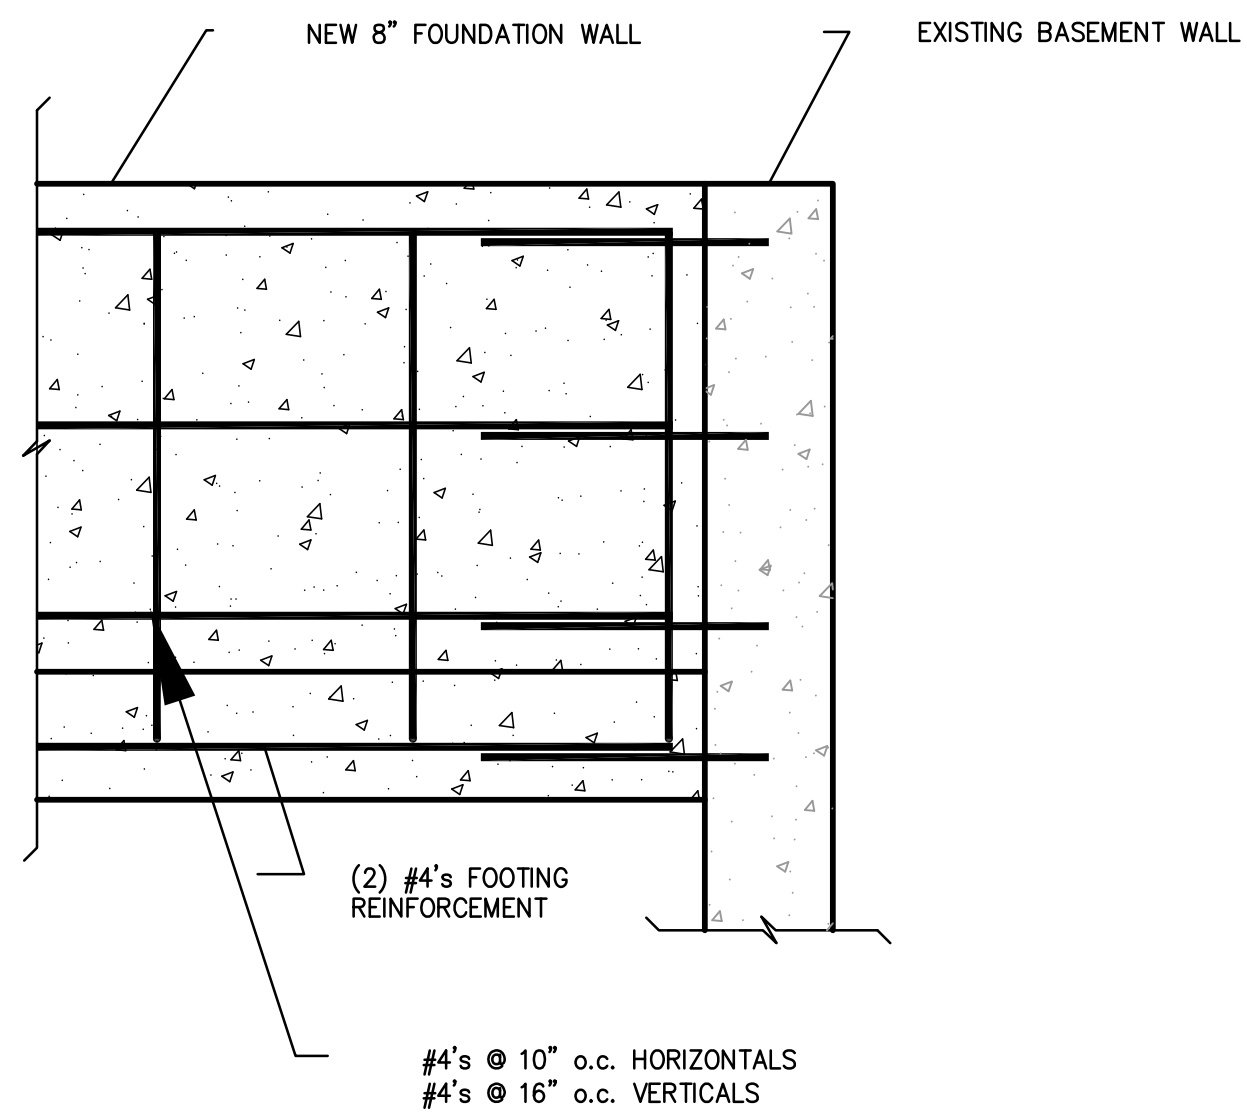 NEW 8” FOUNDATION WALL
EXISTING BASEMENT WALL
(2) #4's FOOTING
REINFORCEMENT
#4's @ 10” o.c. HORIZONTALS
#4's @ 16” o.c. VERTICALS